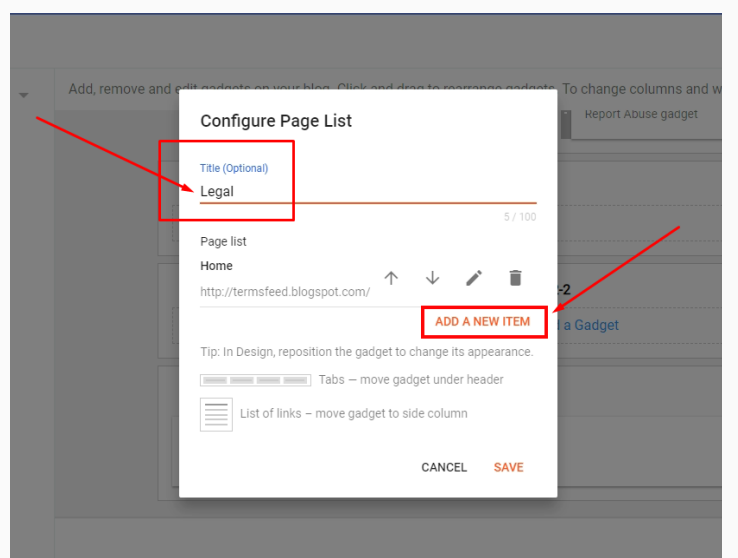 Add, remove and edit gadgets on your blog. Click and drag to rearrange gadgets. To change columns and w
Report Abuse gadget
Configure Page List
Title (Optional)
Legal
5 / 100
Page list
Home
http://termsfeed.blogspot.com/
-2
ADD A NEW ITEM
a Gadget
Tip: In Design, reposition the gadget to change its appearance.
Tabs — move gadget under header
List of links – move gadget to side column
CANCEL SAVE